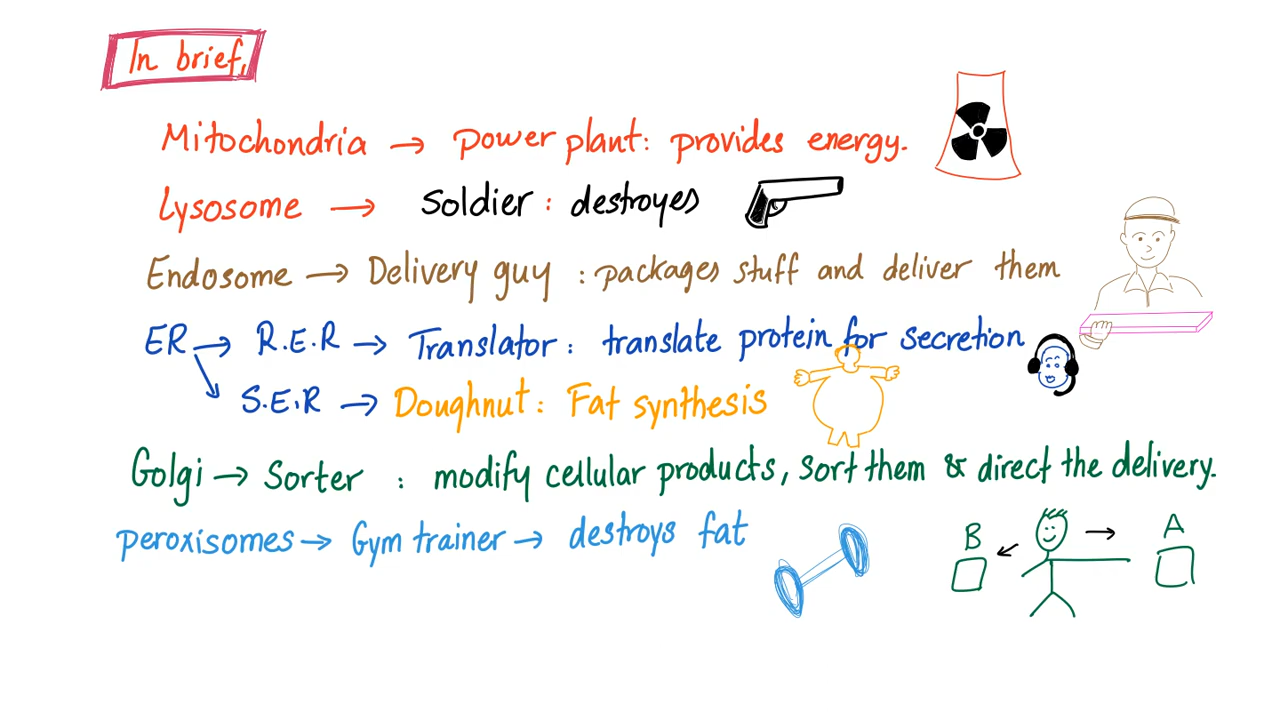 In brief,
Mitochondria → power plant: provides energy.
Lysosome → Soldier: destroyes
Endosome → Delivery guy : packages stuff and deliver them
ER → R.E.R → Translator: translate protein for secretion
S.E.R → Doughnut: Fat synthesis
Golgi → Sorter : modify cellular products, sort them & direct the delivery.
peroxisomes → Gym trainer → destroys fat
B ← → A